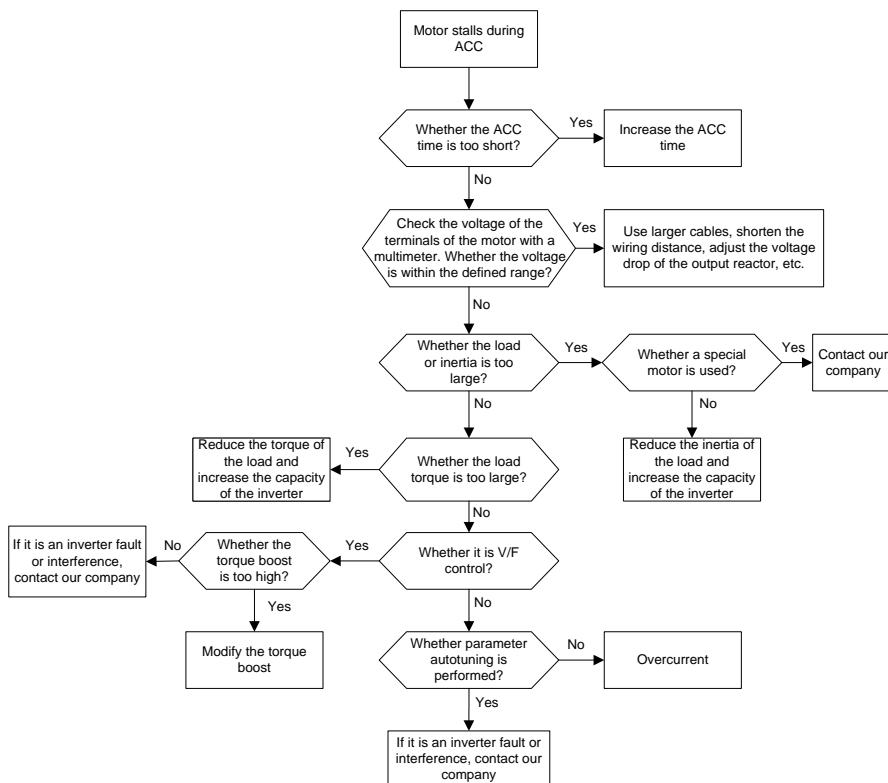 Motor stalls during
ACC
Whether the ACC
time is too short?
Yes
Increase the ACC
time
No
Check the voltage of the
terminals of the motor with a
multimeter. Whether the voltage
is within the defined range?
Yes
Use larger cables, shorten the
wiring distance, adjust the voltage
drop of the output reactor, etc.
No
Whether the load
or inertia is too
large?
Yes
Whether a special
motor is used?
Yes
Contact our
company
No
No
Reduce the inertia of
the load and
increase the capacity
of the inverter
Reduce the torque of
the load and
increase the capacity
of the inverter
Yes
Whether the load
torque is too large?
No
If it is an inverter fault
or interference,
contact our company
No
Whether the
torque boost
is too high?
Yes
Whether it is V/F
control?
Yes
No
Modify the torque
boost
Whether parameter
autotuning is
performed?
No
Overcurrent
Yes
If it is an inverter fault or
interference, contact our
company